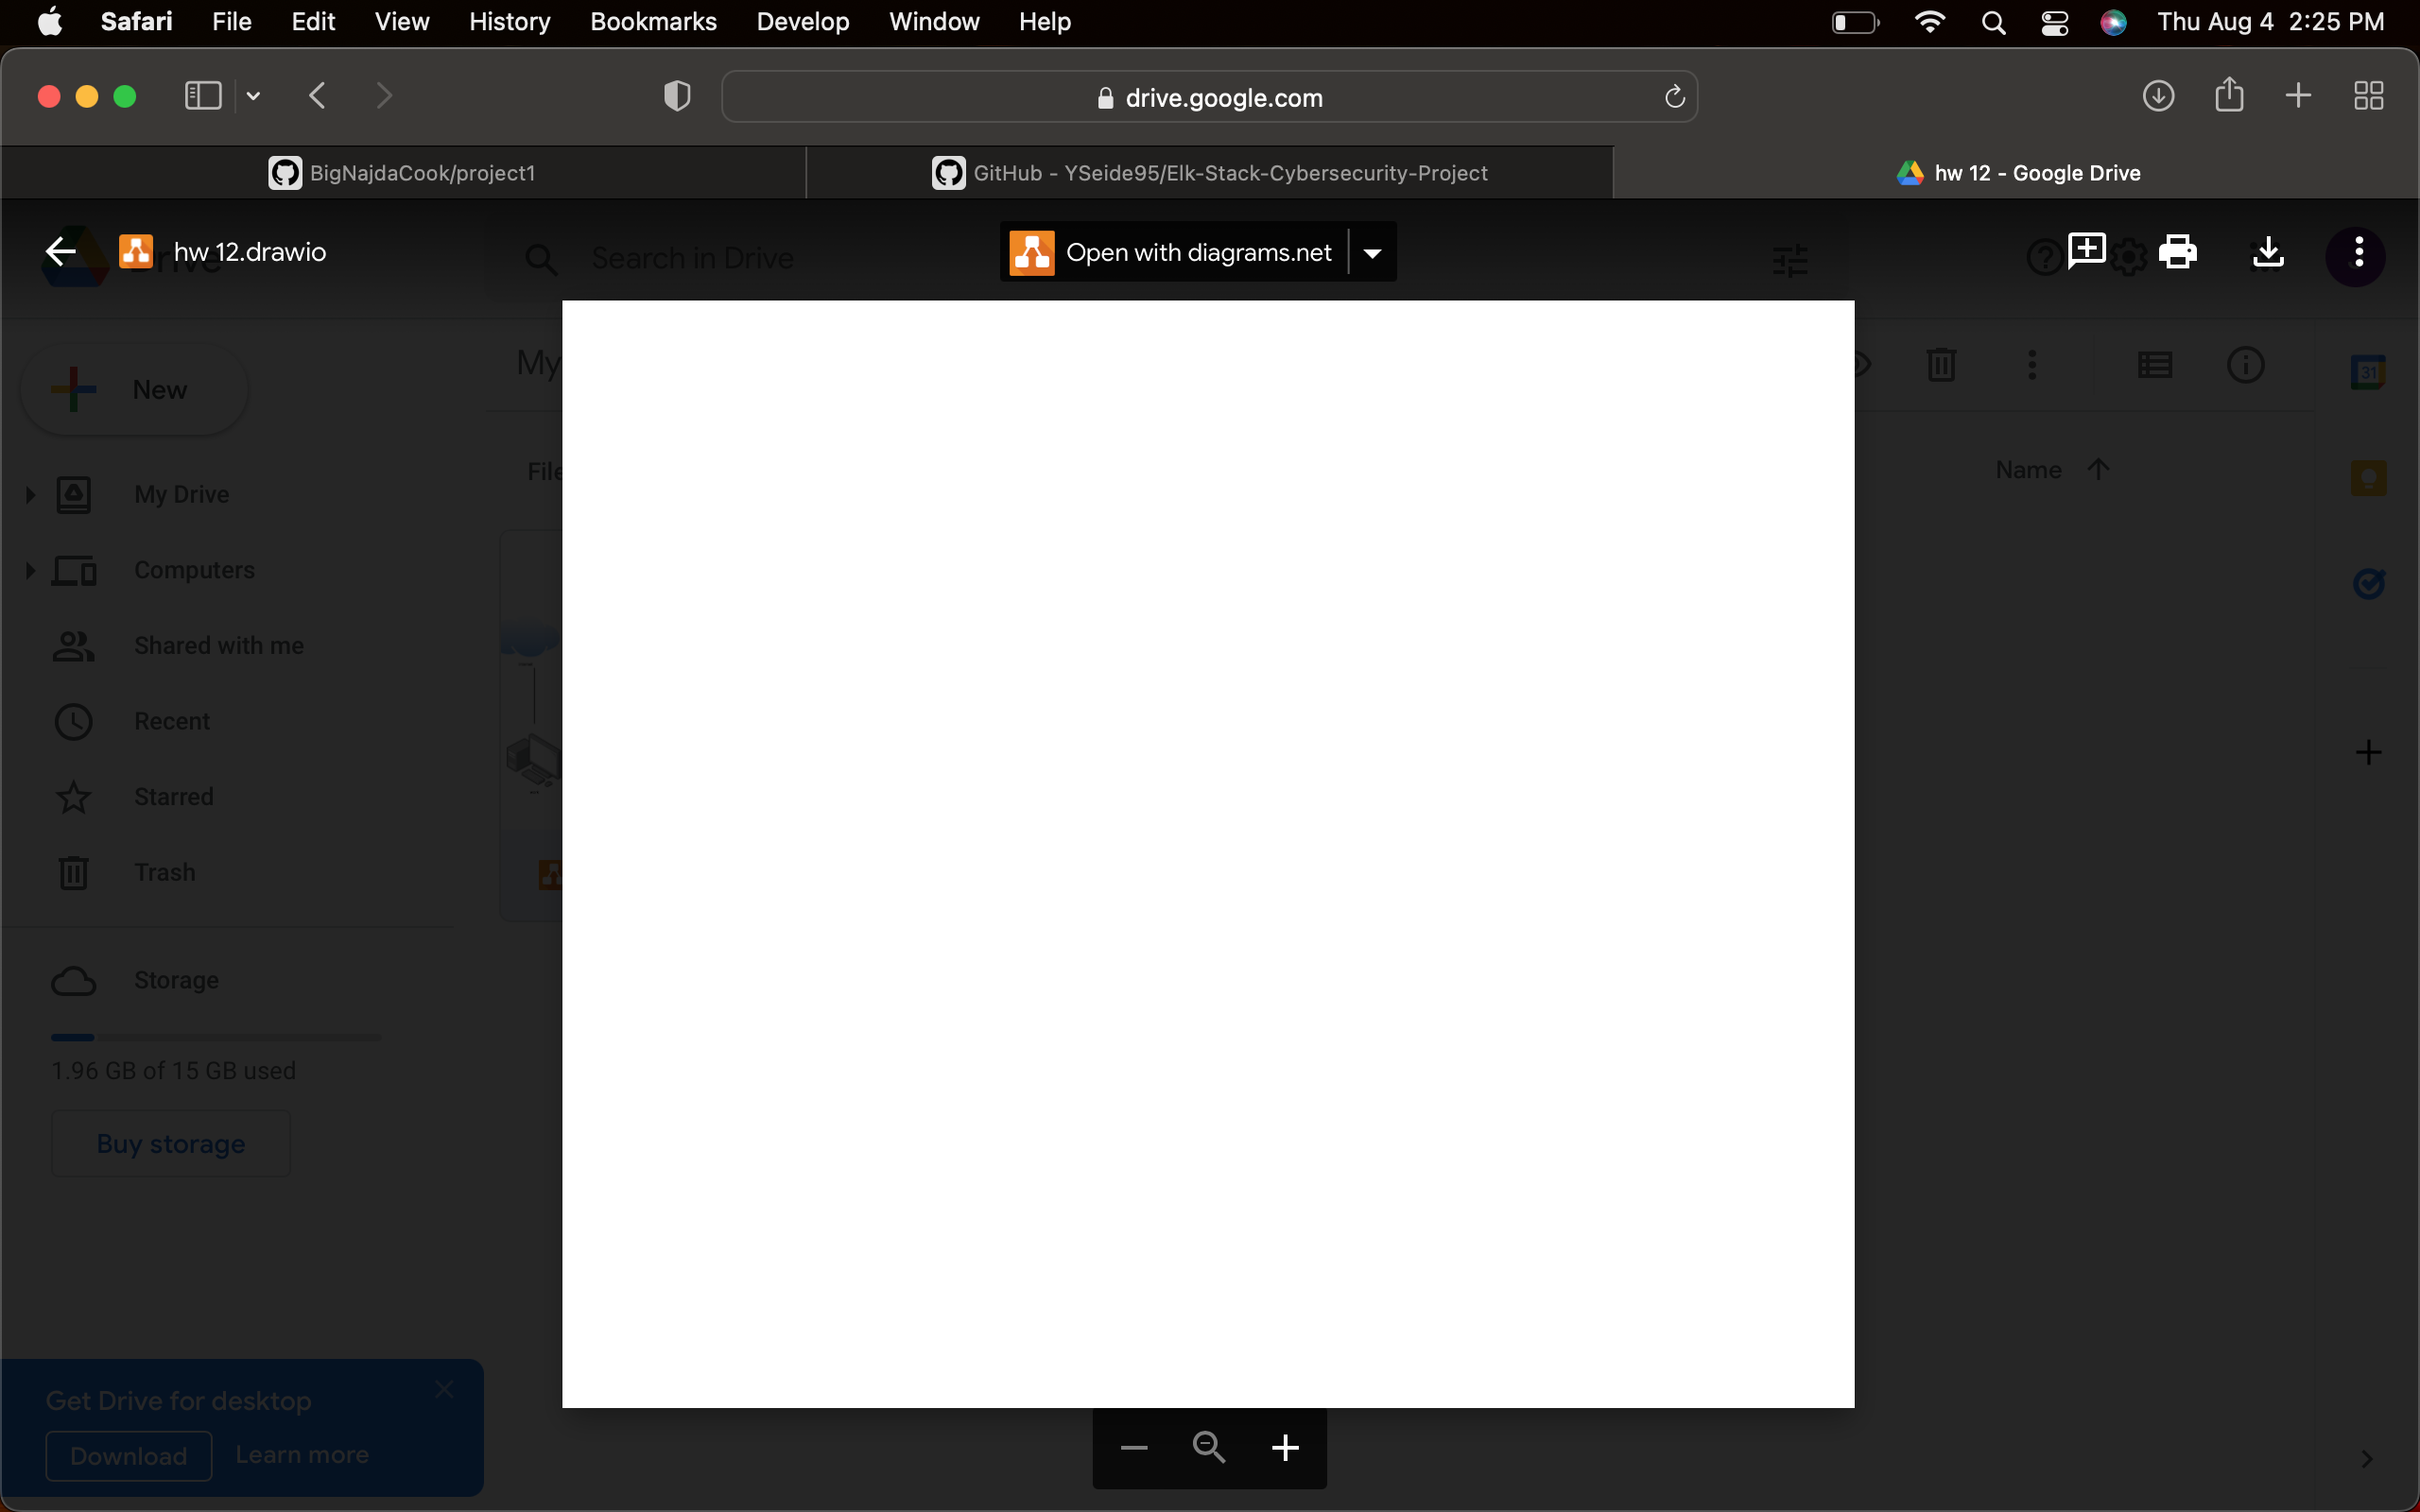 Safari File Edit View History Bookmarks Develop Window Help Thu Aug 4 2:25 PM
drive.google.com
BigNajdaCook/project1 GitHub - YSeide95/Elk-Stack-Cybersecurity-Project hw 12 - Google Drive
hw 12.drawio Drive Search in Drive Open with diagrams.net
New My
31
File Name
My Drive
Computers
Shared with me
Recent
Starred
Trash
Storage
1.96 GB of 15 GB used
Buy storage
Get Drive for desktop
Download Learn more